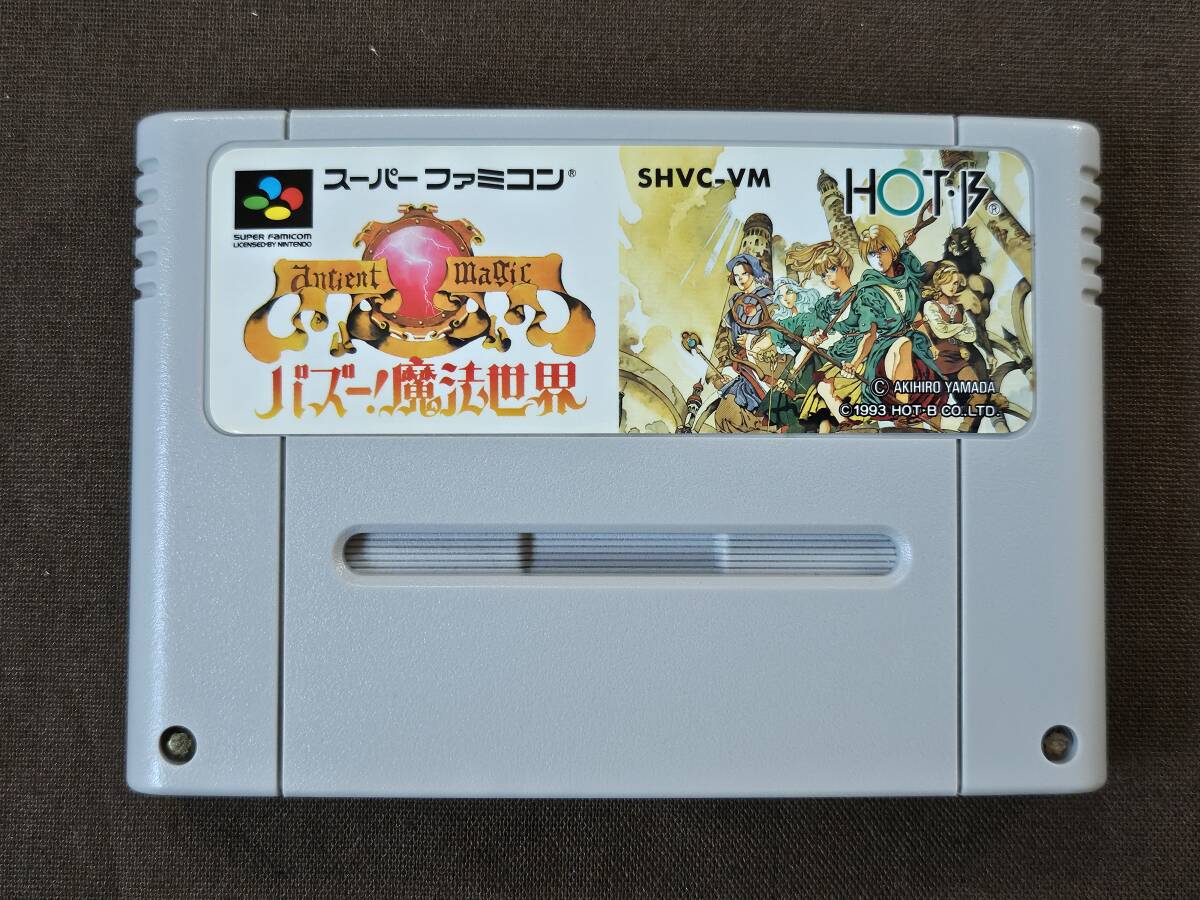 スーパーファミコン®
SUPER FAMICOM
LICENSED BY NINTENDO
Ancient Magic
バズー!魔法世界
SHVC-VM
HOT·B®
© AKIHIRO YAMADA
©1993 HOT-B CO.,LTD.